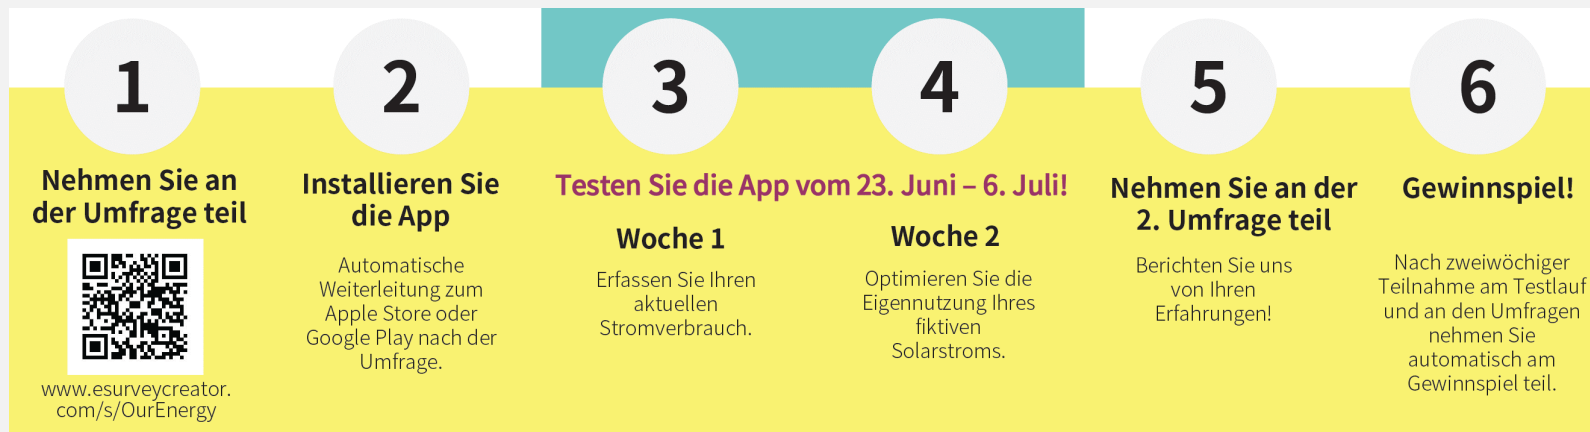 1
Nehmen Sie an
der Umfrage teil
www.esurveycreator.
com/s/OurEnergy
2
Installieren Sie
die App
Automatische
Weiterleitung zum
Apple Store oder
Google Play nach der
Umfrage.
3
4
Testen Sie die App vom 23. Juni – 6. Juli!
Woche 1
Erfassen Sie Ihren
aktuellen
Stromverbrauch.
Woche 2
Optimieren Sie die
Eigennutzung Ihres
fiktiven
Solarstroms.
5
Nehmen Sie an der
2. Umfrage teil
Berichten Sie uns
von Ihren
Erfahrungen!
6
Gewinnspiel!
Nach zweiwöchiger
Teilnahme am Testlauf
und an den Umfragen
nehmen Sie
automatisch am
Gewinnspiel teil.